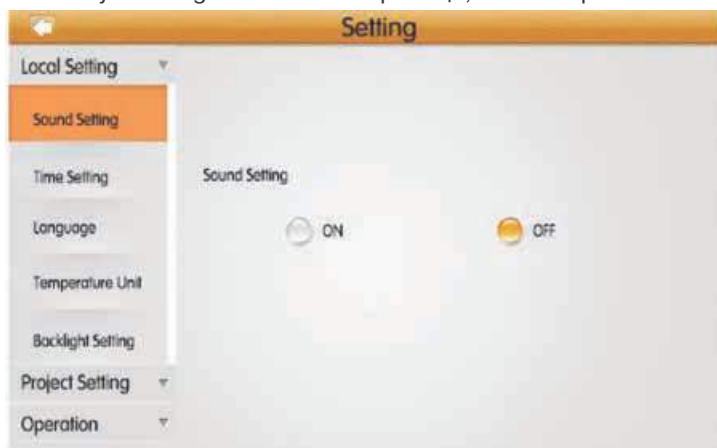 Setting
Local Setting
Sound Setting
Time Setting
Language
Temperature Unit
Backlight Setting
Project Setting
Operation
Sound Setting
ON
OFF